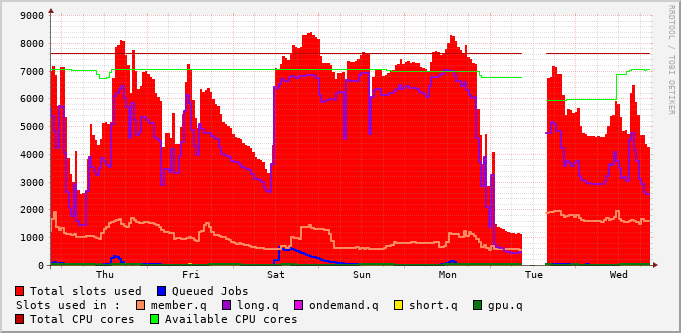 RRDTOOL / TOBI OETIKER
9000
8000
7000
6000
5000
4000
3000
2000
1000
0
Thu Fri Sat Sun Mon Tue Wed
Total slots used Queued Jobs
Slots used in : member.q long.q ondemand.q short.q gpu.q
Total CPU cores Available CPU cores